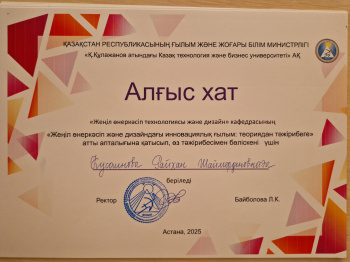 ҚАЗАҚСТАН РЕСПУБЛИКАСЫНЫҢ ҒЫЛЫМ ЖӘНЕ ЖОҒАРЫ БІЛІМ МИНИСТРЛІГІ
«Қ.Құлажанов атындағы Қазақ технология және бизнес университеті» АҚ
Алғыс хат
«Жеңіл өнеркәсіп технологиясы және дизайн» кафедрасының
«Жеңіл өнеркәсіп және дизайндағы инновациялық ғылым: теориядан тәжірибеге»
атты апталығына қатысып, өз тәжірибесімен бөліскені үшін
беріледі
Ректор
Байболова Л.К.
Астана, 2025